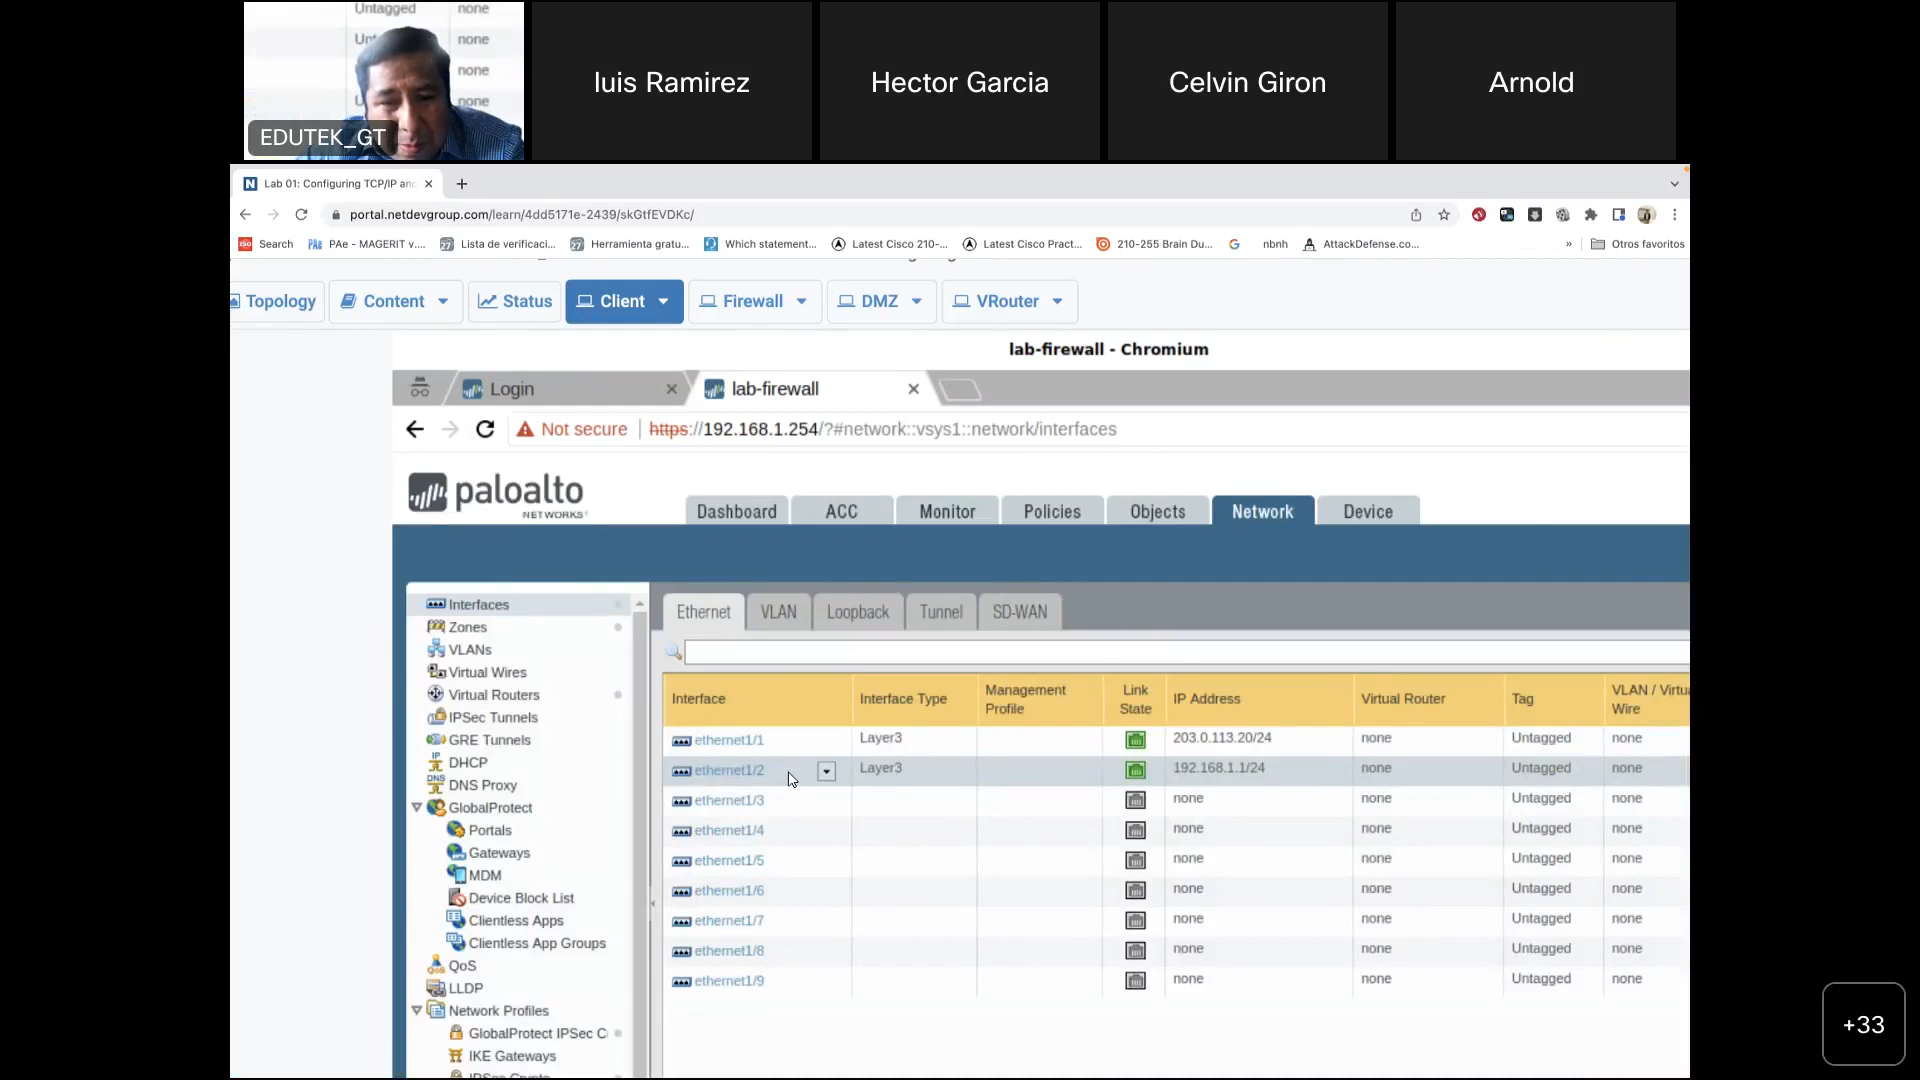 Untagged none
none
none
none
EDUTEK_GT
luis Ramirez
Hector Garcia
Celvin Giron
Arnold
Lab 01: Configuring TCP/IP an
portal.netdevgroup.com/learn/4dd5171e-2439/skGtfEVDKc/
Search
PAe - MAGERIT v....
Lista de verificaci...
Herramienta gratu...
Which statement...
Latest Cisco 210-...
Latest Cisco Pract...
210-255 Brain Du...
nbnh
AttackDefense.co...
»
Otros favoritos
Topology
Content
Status
Client
Firewall
DMZ
VRouter
lab-firewall - Chromium
Login
lab-firewall
Not secure
https://192.168.1.254/?#network::vsys1::network/interfaces
paloalto
NETWORKS
Dashboard
ACC
Monitor
Policies
Objects
Network
Device
Interfaces
Zones
VLANs
Virtual Wires
Virtual Routers
IPSec Tunnels
GRE Tunnels
DHCP
DNS Proxy
GlobalProtect
Portals
Gateways
MDM
Device Block List
Clientless Apps
Clientless App Groups
QoS
LLDP
Network Profiles
GlobalProtect IPSec C
IKE Gateways
IPSec Crypto
Ethernet
VLAN
Loopback
Tunnel
SD-WAN
Interface
Interface Type
Management
Profile
Link
State
IP Address
Virtual Router
Tag
VLAN / Virtu
Wire
ethernet1/1 Layer3 203.0.113.20/24 none Untagged none
ethernet1/2 Layer3 192.168.1.1/24 none Untagged none
ethernet1/3 none none Untagged none
ethernet1/4 none none Untagged none
ethernet1/5 none none Untagged none
ethernet1/6 none none Untagged none
ethernet1/7 none none Untagged none
ethernet1/8 none none Untagged none
ethernet1/9 none none Untagged none
+33